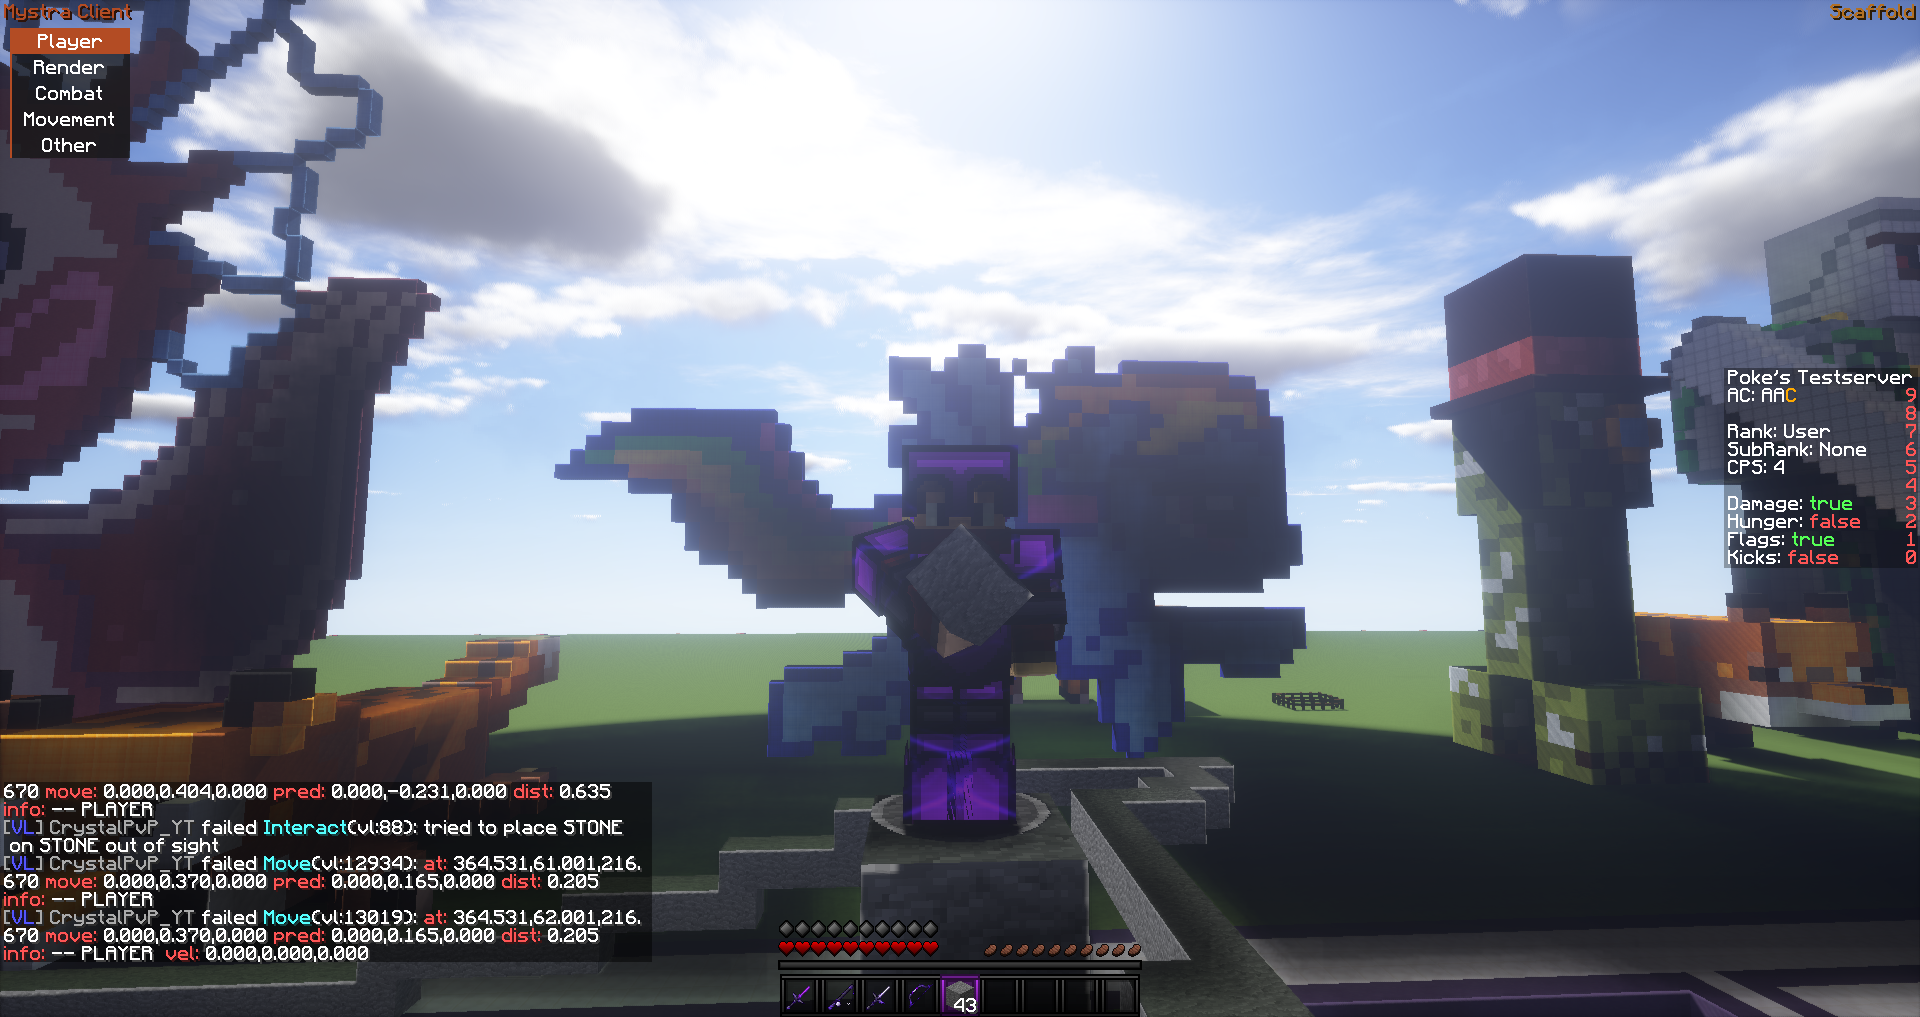 Mystra Client
Scaffold
Player
Render
Combat
Movement
Other
Poke's Testserver
AC: AAC 9
8
Rank: User 7
SubRank: None 6
CPS: 4 5
4
Damage: true 3
Hunger: false 2
Flags: true 1
Kicks: false 0
670 move: 0.000,0.404,0.000 pred: 0.000,-0.231,0.000 dist: 0.635
info: -- PLAYER
[VL] CrystalPvP_YT failed Interact(vl:88): tried to place STONE
on STONE out of sight
[VL] CrystalPvP_YT failed Move(vl:12934): at: 364.531,61.001,216.
670 move: 0.000,0.370,0.000 pred: 0.000,0.165,0.000 dist: 0.205
info: -- PLAYER
[VL] CrystalPvP_YT failed Move(vl:13019): at: 364.531,62.001,216.
670 move: 0.000,0.370,0.000 pred: 0.000,0.165,0.000 dist: 0.205
info: -- PLAYER vel: 0.000,0.000,0.000
43